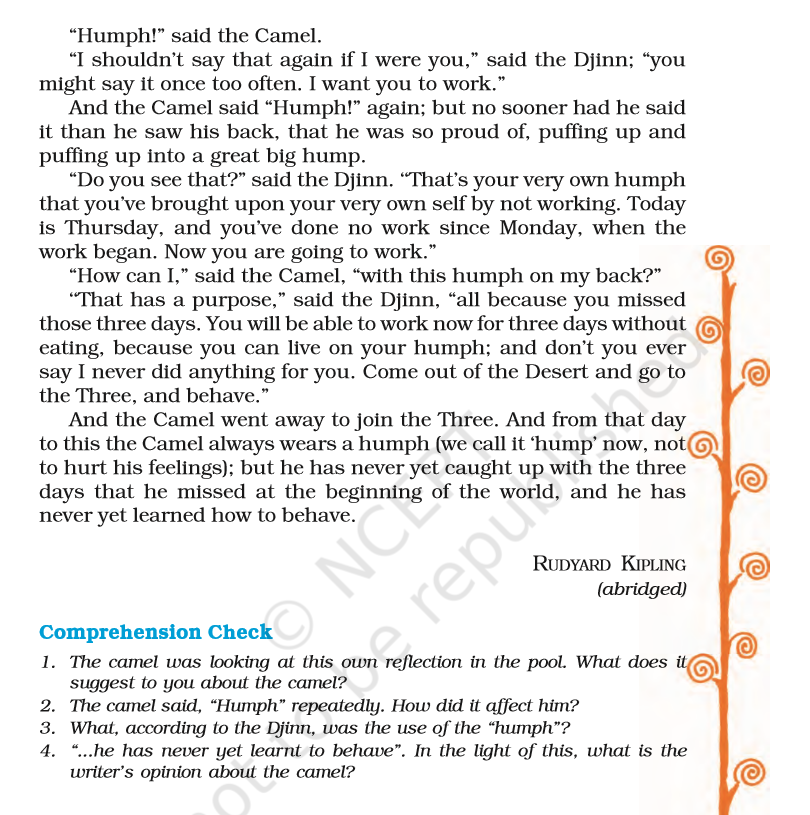 “Humph!” said the Camel.
“I shouldn’t say that again if I were you,” said the Djinn; “you
might say it once too often. I want you to work.”
And the Camel said “Humph!” again; but no sooner had he said
it than he saw his back, that he was so proud of, puffing up and
puffing up into a great big hump.
“Do you see that?” said the Djinn. “That’s your very own humph
that you’ve brought upon your very own self by not working. Today
is Thursday, and you’ve done no work since Monday, when the
work began. Now you are going to work.”
“How can I,” said the Camel, “with this humph on my back?”
“That has a purpose,” said the Djinn, “all because you missed
those three days. You will be able to work now for three days without
eating, because you can live on your humph; and don’t you ever
say I never did anything for you. Come out of the Desert and go to
the Three, and behave.”
And the Camel went away to join the Three. And from that day
to this the Camel always wears a humph (we call it ‘hump’ now, not
to hurt his feelings); but he has never yet caught up with the three
days that he missed at the beginning of the world, and he has
never yet learned how to behave.
RUDYARD KIPLING
(abridged)
Comprehension Check
1. The camel was looking at this own reflection in the pool. What does it
suggest to you about the camel?
2. The camel said, “Humph” repeatedly. How did it affect him?
3. What, according to the Djinn, was the use of the “humph”?
4. “...he has never yet learnt to behave”. In the light of this, what is the
writer’s opinion about the camel?
© NCERT
not to be republished